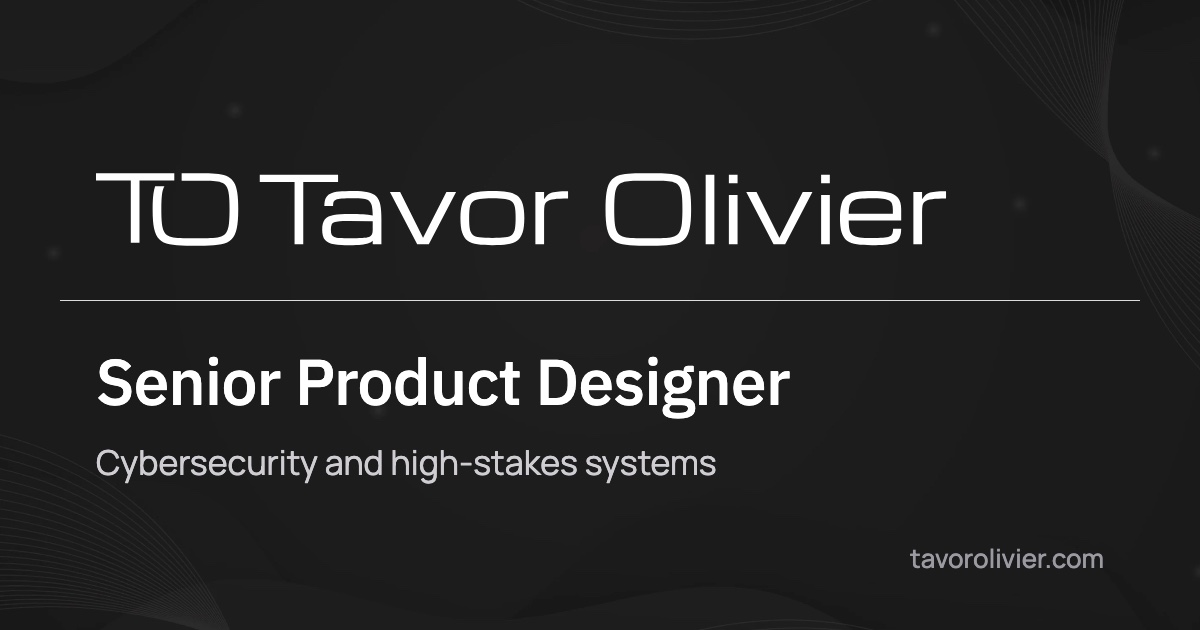 TO Tavor Olivier
Senior Product Designer
Cybersecurity and high-stakes systems
tavorolivier.com